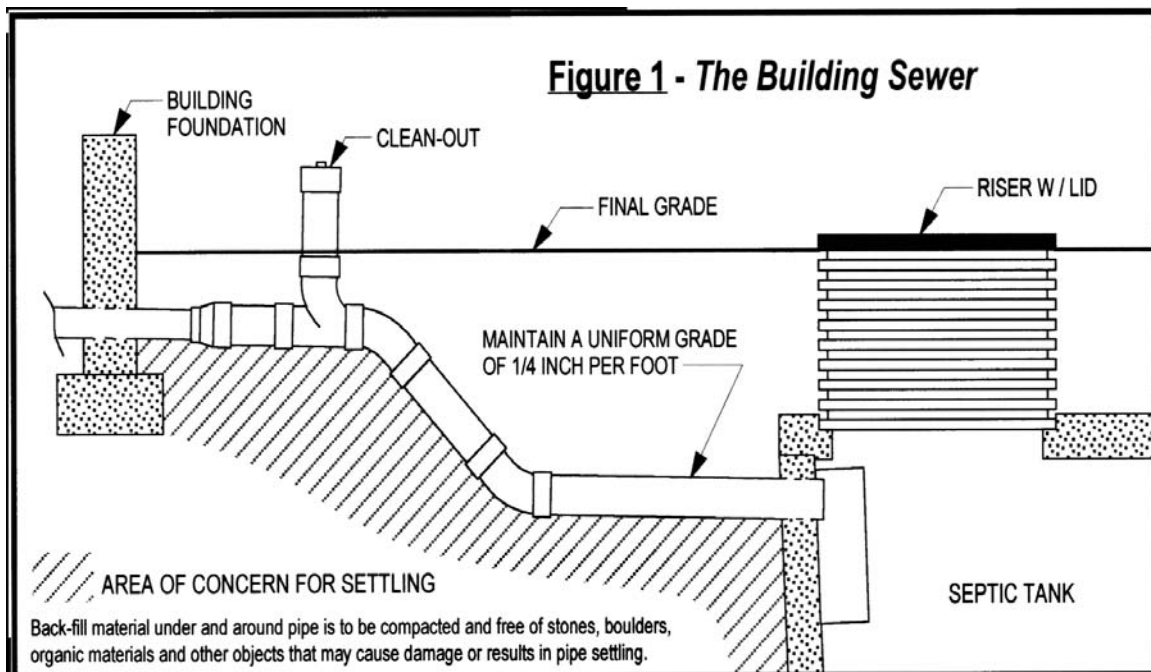 Figure 1 - The Building Sewer
BUILDING
FOUNDATION
CLEAN-OUT
FINAL GRADE
RISER W / LID
MAINTAIN A UNIFORM GRADE
OF 1/4 INCH PER FOOT
AREA OF CONCERN FOR SETTLING
SEPTIC TANK
Back-fill material under and around pipe is to be compacted and free of stones, boulders,
organic materials and other objects that may cause damage or results in pipe settling.